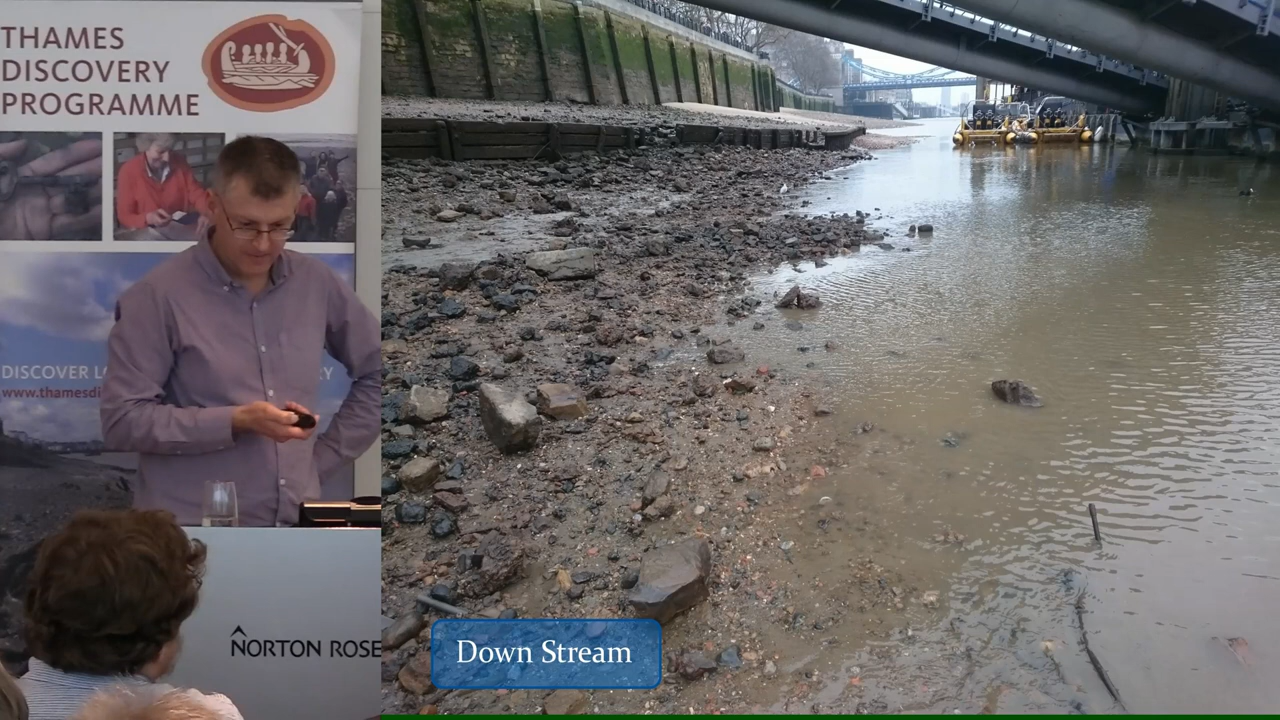 THAMES
DISCOVERY
PROGRAMME
DISCOVER
www.thamesdi
NORTON ROSE
Down Stream